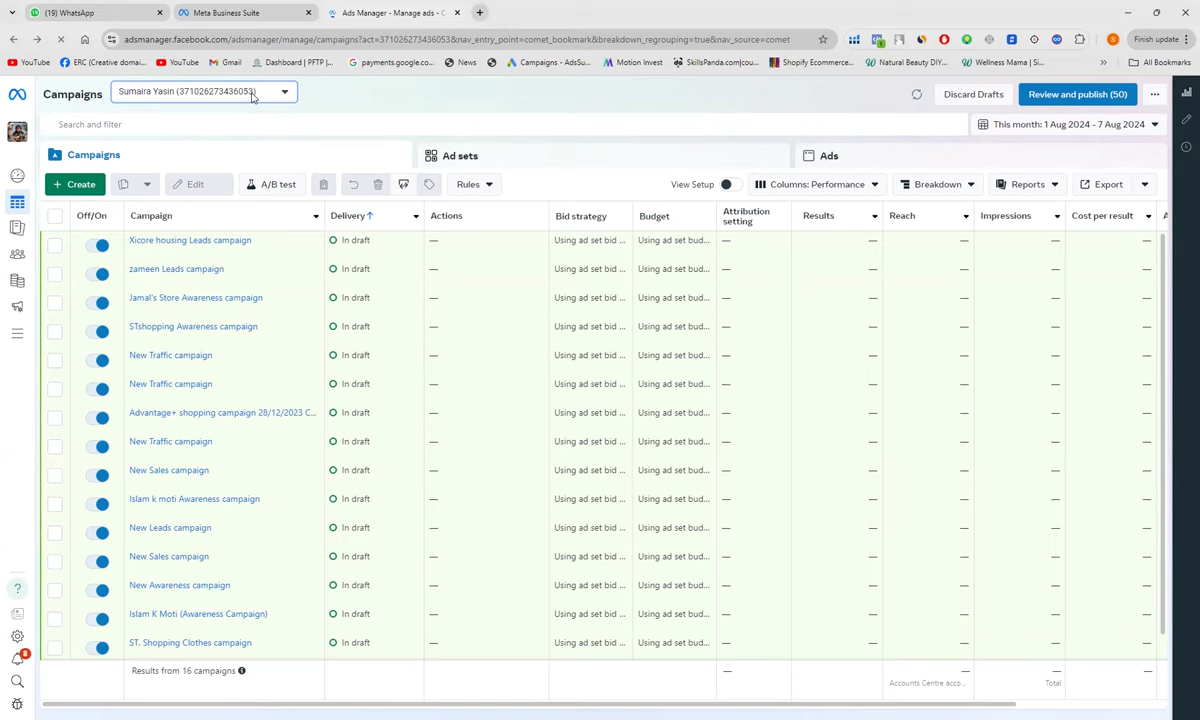 (19) WhatsApp
Meta Business Suite
Ads Manager - Manage ads - C
adsmanager.facebook.com/adsmanager/manage/campaigns?act=371026273436053&nav_entry_point=comet_bookmark&breakdown_regrouping=true&nav_source=comet
Finish update
YouTube
ERC (Creative domai...
YouTube
Gmail
Dashboard | PFTP |...
payments.google.co...
News
Campaigns - AdsSu...
Motion Invest
SkillsPanda.com|cou...
Shopify Ecommerce...
Natural Beauty DIY...
Wellness Mama | Si...
All Bookmarks
Campaigns
Sumaira Yasin (371026273436053)
Discard Drafts
Review and publish (50)
Search and filter
This month: 1 Aug 2024 - 7 Aug 2024
Campaigns
Ad sets
Ads
+ Create
Edit
A/B test
Rules
View Setup
Columns: Performance
Breakdown
Reports
Export
Off/On
Campaign
Delivery
Actions
Bid strategy
Budget
Attribution
setting
Results
Reach
Impressions
Cost per result
A
Xicore housing Leads campaign In draft — Using ad set bid ... Using ad set bud... — — — — —
zameen Leads campaign In draft — Using ad set bid ... Using ad set bud... — — — — —
Jamal's Store Awareness campaign In draft — Using ad set bid ... Using ad set bud... — — — — —
STshopping Awareness campaign In draft — Using ad set bid ... Using ad set bud... — — — — —
New Traffic campaign In draft — Using ad set bid ... Using ad set bud... — — — — —
New Traffic campaign In draft — Using ad set bid ... Using ad set bud... — — — — —
Advantage+ shopping campaign 28/12/2023 C... In draft — Using ad set bid ... Using ad set bud... — — — — —
New Traffic campaign In draft — Using ad set bid ... Using ad set bud... — — — — —
New Sales campaign In draft — Using ad set bid ... Using ad set bud... — — — — —
Islam k moti Awareness campaign In draft — Using ad set bid ... Using ad set bud... — — — — —
New Leads campaign In draft — Using ad set bid ... Using ad set bud... — — — — —
New Sales campaign In draft — Using ad set bid ... Using ad set bud... — — — — —
New Awareness campaign In draft — Using ad set bid ... Using ad set bud... — — — — —
Islam K Moti (Awareness Campaign) In draft — Using ad set bid ... Using ad set bud... — — — — —
ST. Shopping Clothes campaign In draft — Using ad set bid ... Using ad set bud... — — — — —
8
Results from 16 campaigns — — — —
Accounts Centre acco...
Total